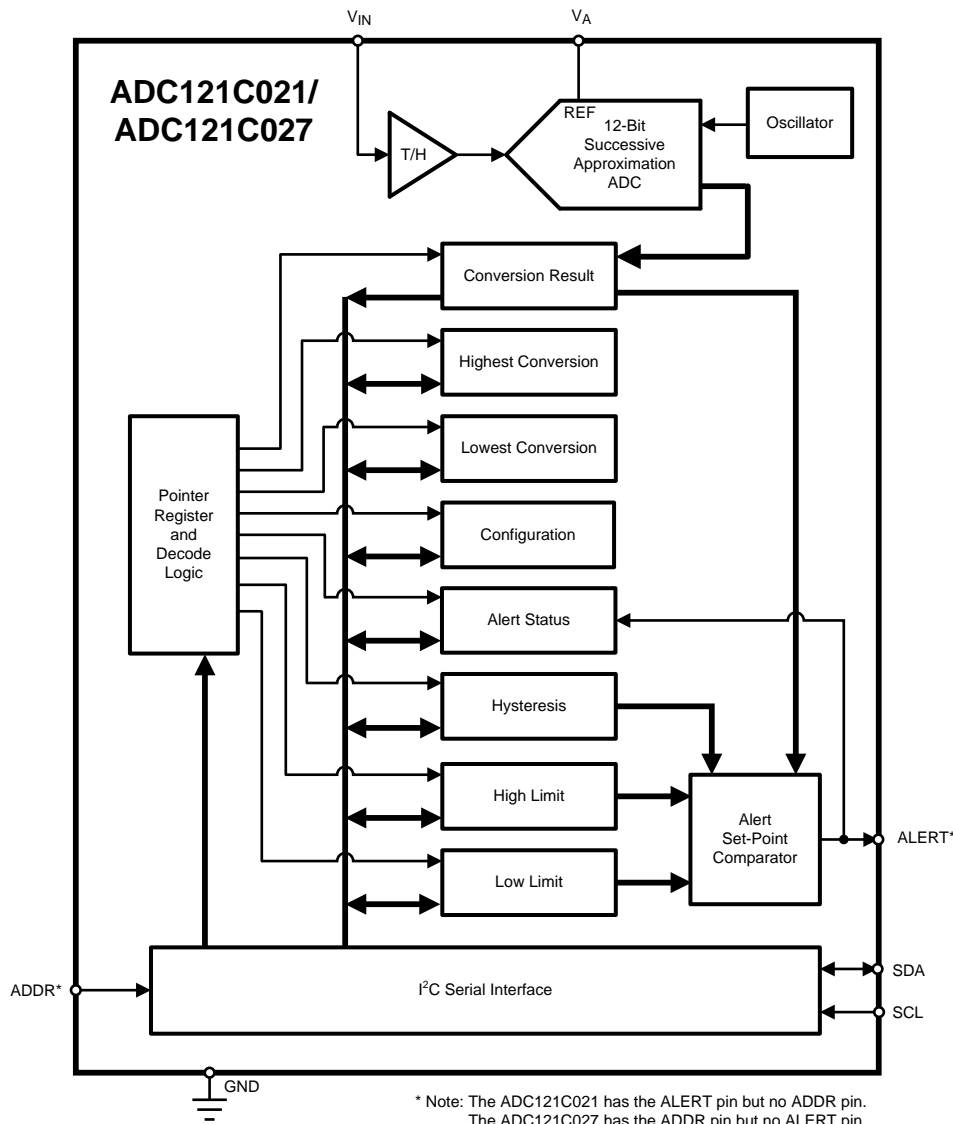 V_IN
V_A
ADC121C021/
ADC121C027
T/H
REF
12-Bit
Successive
Approximation
ADC
Oscillator
Conversion Result
Highest Conversion
Lowest Conversion
Pointer
Register
and
Decode
Logic
Configuration
Alert Status
Hysteresis
High Limit
Low Limit
Alert
Set-Point
Comparator
ALERT*
ADDR*
I²C Serial Interface
SDA
SCL
GND
* Note: The ADC121C021 has the ALERT pin but no ADDR pin.
The ADC121C027 has the ADDR pin but no ALERT pin.